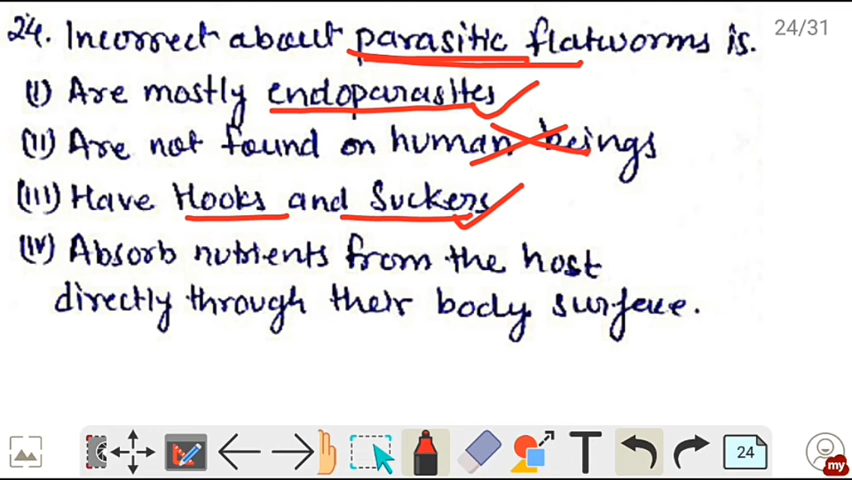 24. Incorrect about parasitic flatworms is. 24/31
(I) Are mostly endoparasites
(II) Are not found on human beings
(III) Have Hooks and Suckers
(IV) Absorb nutrients from the host
directly through their body surface.
T 24
my